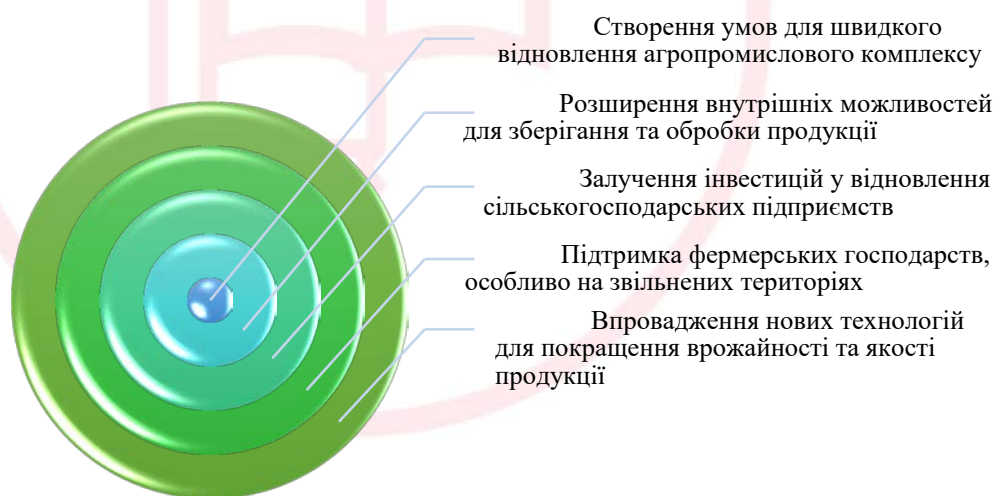 Створення умов для швидкого
відновлення агропромислового комплексу
Розширення внутрішніх можливостей
для зберігання та обробки продукції
Залучення інвестицій у відновлення
сільськогосподарських підприємств
Підтримка фермерських господарств,
особливо на звільнених територіях
Впровадження нових технологій
для покращення врожайності та якості
продукції